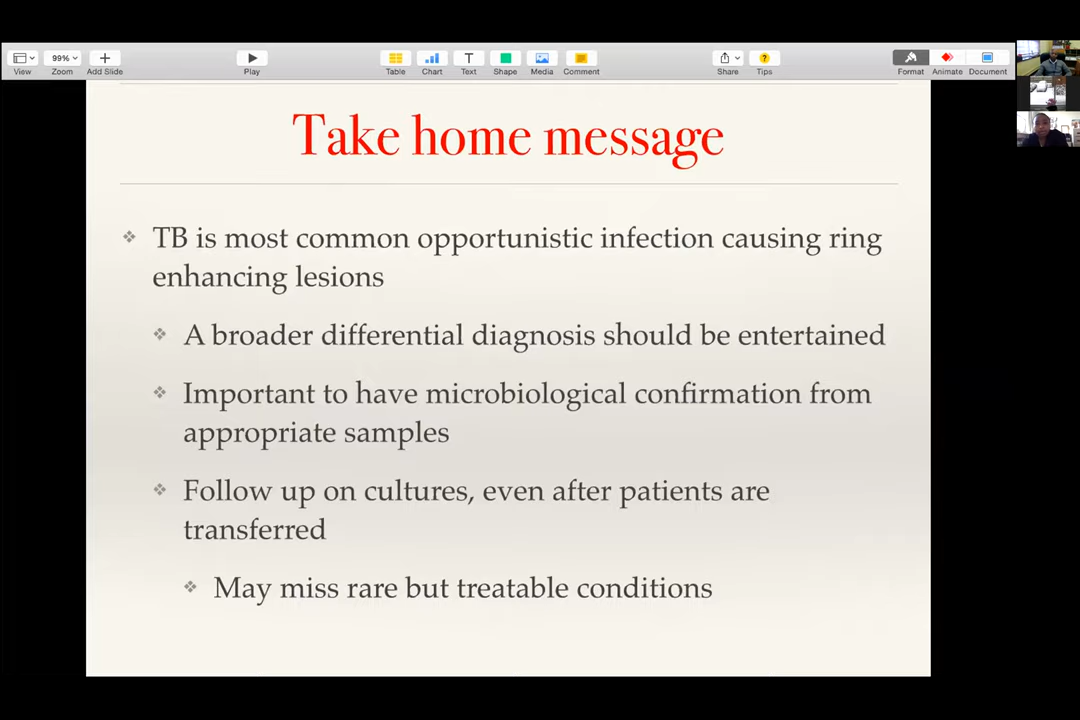 99%
View
Zoom
Add Slide
Play
Table
Chart
Text
Shape
Media
Comment
Share
Tips
Format
Animate
Document
Take home message
TB is most common opportunistic infection causing ring
enhancing lesions
A broader differential diagnosis should be entertained
Important to have microbiological confirmation from
appropriate samples
Follow up on cultures, even after patients are
transferred
May miss rare but treatable conditions